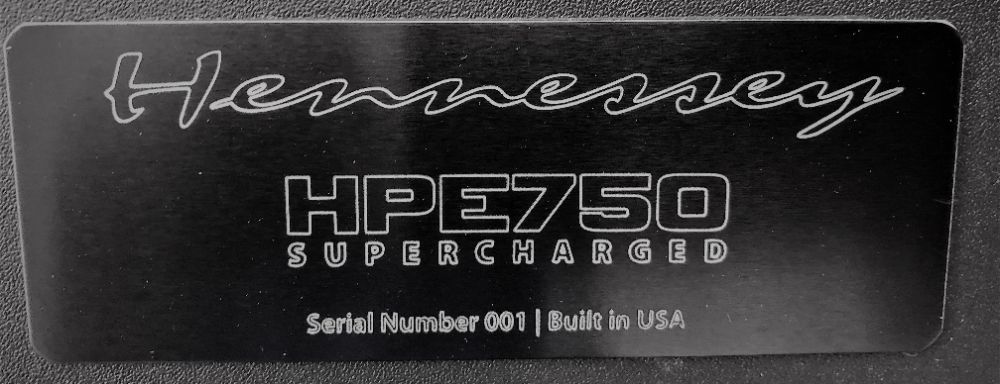 Hennessey
HPE750
SUPERCHARGED
Serial Number 001 | Built in USA